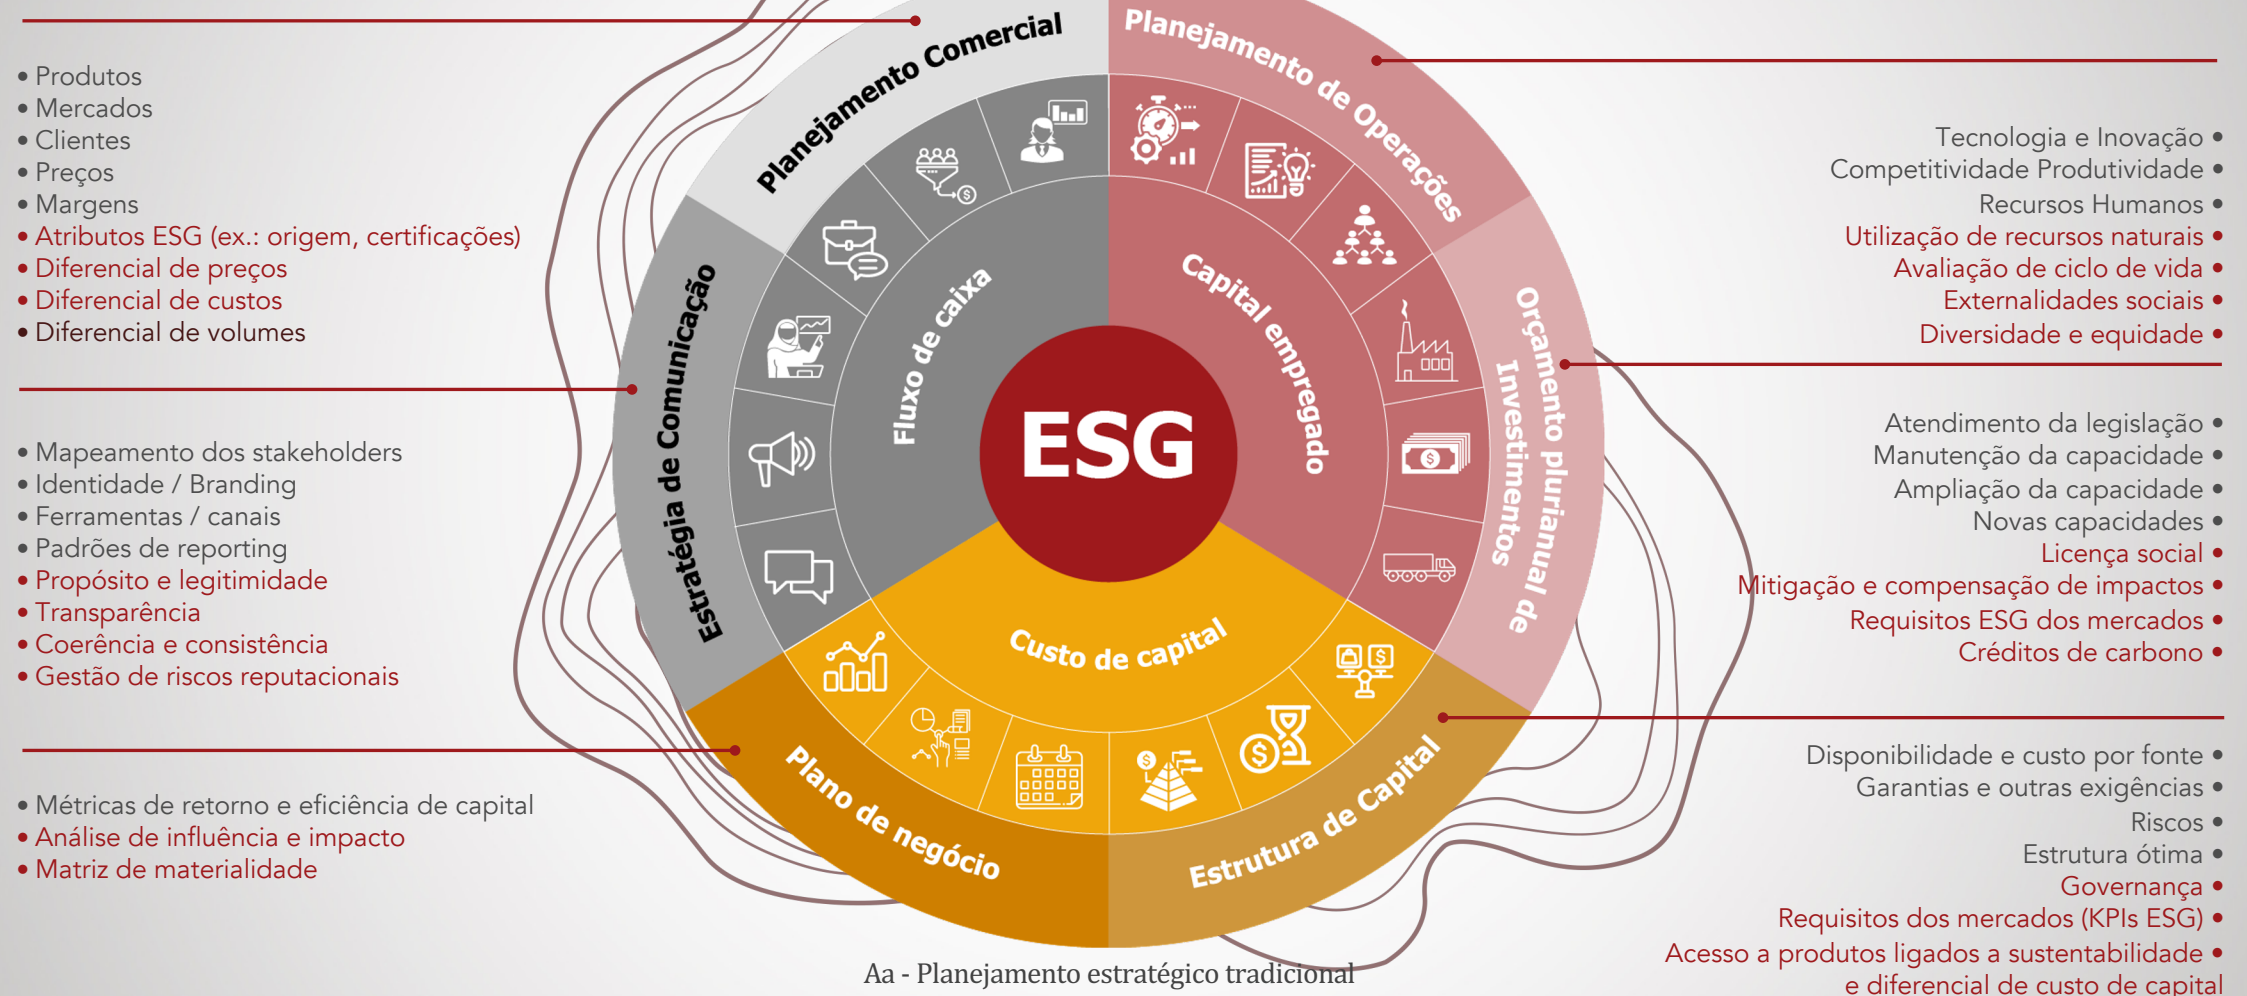 Planejamento Comercial
• Produtos
• Mercados
• Clientes
• Preços
• Margens
• Atributos ESG (ex.: origem, certificações)
• Diferencial de preços
• Diferencial de custos
• Diferencial de volumes
Estratégia de Comunicação
• Mapeamento dos stakeholders
• Identidade / Branding
• Ferramentas / canais
• Padrões de reporting
• Propósito e legitimidade
• Transparência
• Coerência e consistência
• Gestão de riscos reputacionais
Plano de negócio
• Métricas de retorno e eficiência de capital
• Análise de influência e impacto
• Matriz de materialidade
Fluxo de caixa
Capital empregado
ESG
Custo de capital
Planejamento de Operações
Tecnologia e Inovação •
Competitividade Produtividade •
Recursos Humanos •
Utilização de recursos naturais •
Avaliação de ciclo de vida •
Externalidades sociais •
Diversidade e equidade •
Orçamento plurianual de
Investimentos
Atendimento da legislação •
Manutenção da capacidade •
Ampliação da capacidade •
Novas capacidades •
Licença social •
Mitigação e compensação de impactos •
Requisitos ESG dos mercados •
Créditos de carbono •
Estrutura de Capital
Disponibilidade e custo por fonte •
Garantias e outras exigências •
Riscos •
Estrutura ótima •
Governança •
Requisitos dos mercados (KPIs ESG) •
Acesso a produtos ligados a sustentabilidade •
e diferencial de custo de capital
Aa - Planejamento estratégico tradicional